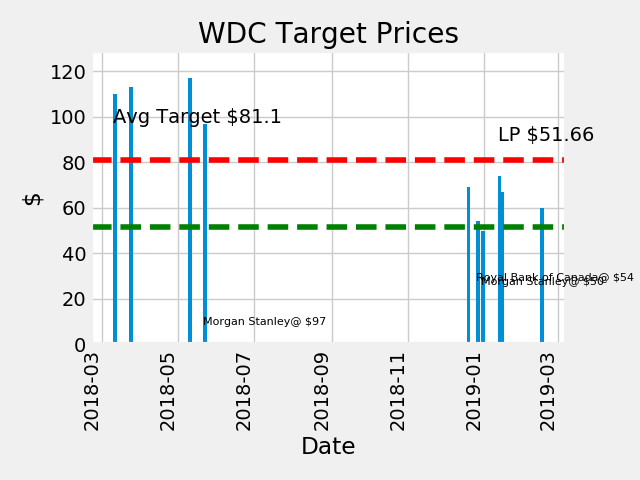 WDC Target Prices
120
100
80
60
40
20
0
$
Avg Target $81.1
LP $51.66
Royal Bank of Canada@ $54
Morgan Stanley@ $50
Morgan Stanley@ $97
2018-03
2018-05
2018-07
2018-09
2018-11
2019-01
2019-03
Date